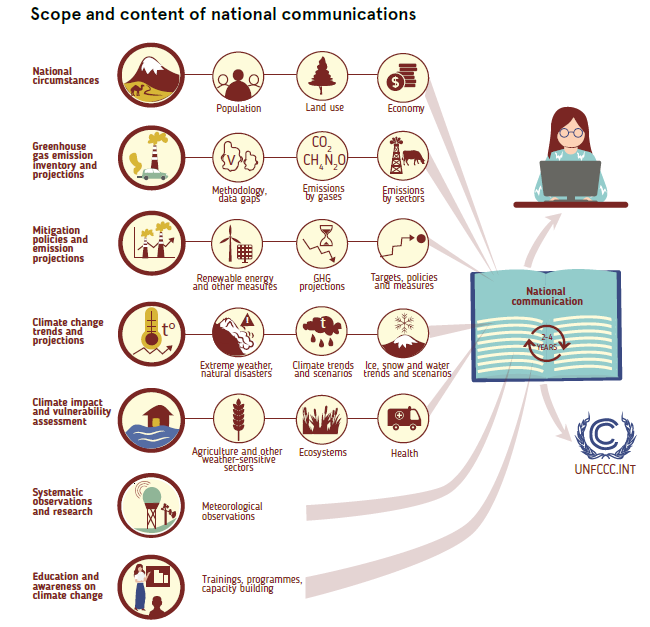 Scope and content of national communications
National
circumstances
Population
Land use
Economy
$
Greenhouse
gas emission
inventory and
projections
V
CO2
CH4 N2O
Methodology,
data gaps
Emissions
by gases
Emissions
by sectors
Mitigation
policies and
emission
projections
Renewable energy
and other measures
GHG
projections
Targets, policies
and measures
National
communication
2-4
YEARS
Climate change
trends and
projections
t°
!
t
Extreme weather,
natural disasters
Climate trends
and scenarios
Ice, snow and water
trends and scenarios
Climate impact
and vulnerability
assessment
Agriculture and other
weather-sensitive
sectors
Ecosystems
Health
UNFCCC.INT
Systematic
observations
and research
Meteorological
observations
Education and
awareness on
climate change
Trainings, programmes,
capacity building